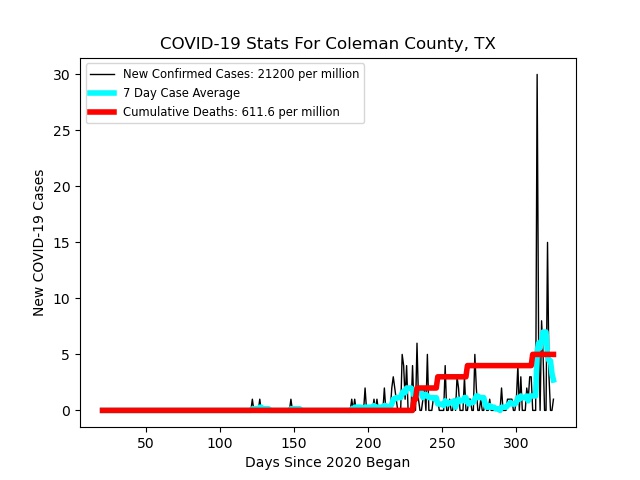 COVID-19 Stats For Coleman County, TX
New Confirmed Cases: 21200 per million
7 Day Case Average
Cumulative Deaths: 611.6 per million
New COVID-19 Cases
30
25
20
15
10
5
0
50 100 150 200 250 300
Days Since 2020 Began